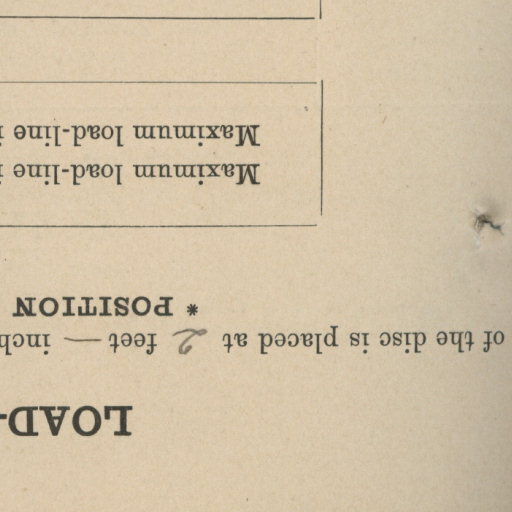 LOAD-
of the disc is placed at 2 feet — inch
* POSITION
Maximum load-line i
Maximum load-line i